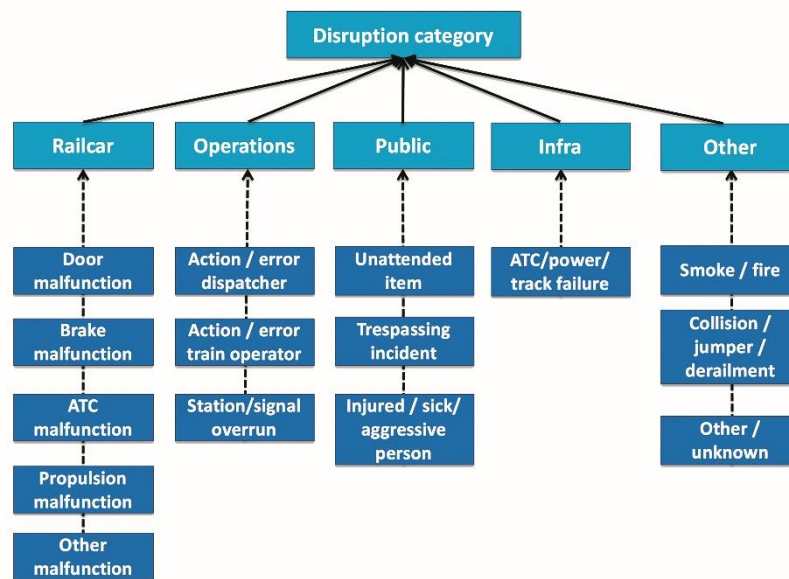 Disruption category
Railcar
Operations
Public
Infra
Other
Door
malfunction
Brake
malfunction
ATC
malfunction
Propulsion
malfunction
Other
malfunction
Action / error
dispatcher
Action / error
train operator
Station/signal
overrun
Unattended
item
Trespassing
incident
Injured / sick/
aggressive
person
ATC/power/
track failure
Smoke / fire
Collision /
jumper /
derailment
Other /
unknown